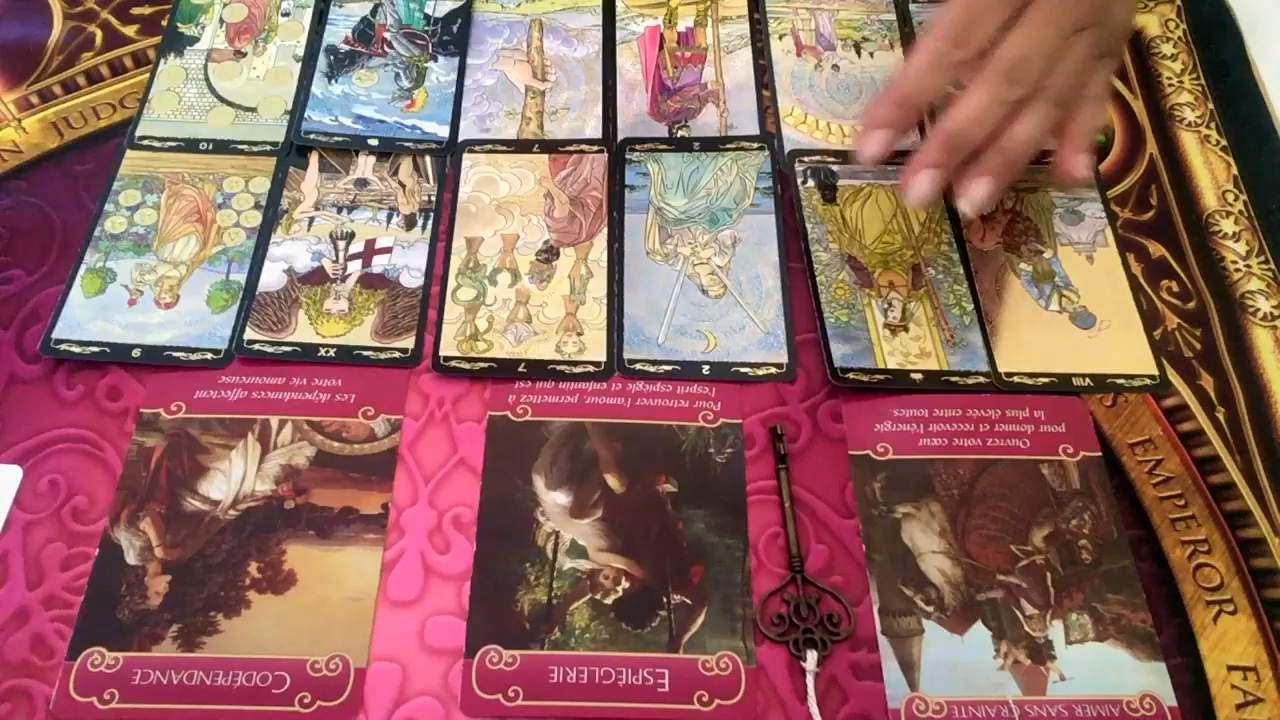 JUDG
10
7
2
9
XX
7
2
VIII
Les dépendances affectent
votre vie amoureuse.
Pour retrouver l'amour, permettez à
l'esprit espiègle et enfantin qui est
Ouvrez votre cœur
pour donner et recevoir l'énergie
la plus élevée entre toutes.
EMPEROR
CODÉPENDANCE
ESPIÈGLERIE
AIMER SANS CRAINTE